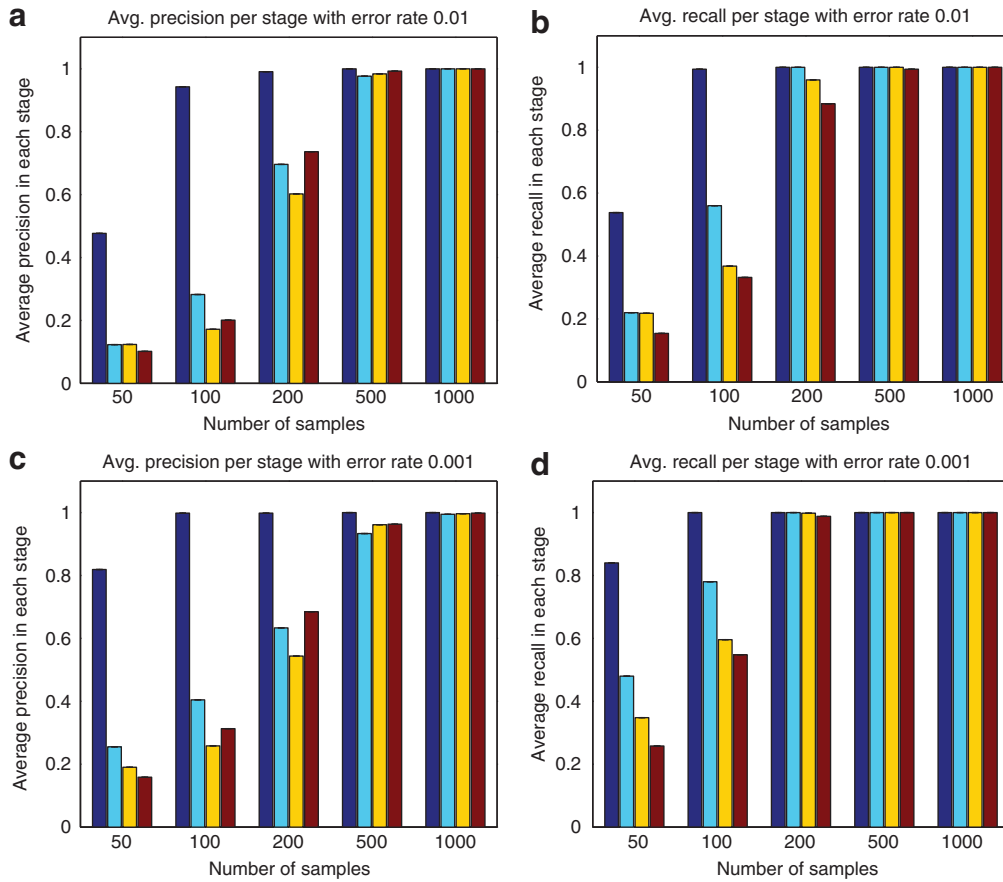 a
Avg. precision per stage with error rate 0.01
Average precision in each stage
1
0.8
0.6
0.4
0.2
0
50 100 200 500 1000
Number of samples
b
Avg. recall per stage with error rate 0.01
Average recall in each stage
1
0.8
0.6
0.4
0.2
0
50 100 200 500 1000
Number of samples
c
Avg. precision per stage with error rate 0.001
Average precision in each stage
1
0.8
0.6
0.4
0.2
0
50 100 200 500 1000
Number of samples
d
Avg. recall per stage with error rate 0.001
Average recall in each stage
1
0.8
0.6
0.4
0.2
0
50 100 200 500 1000
Number of samples